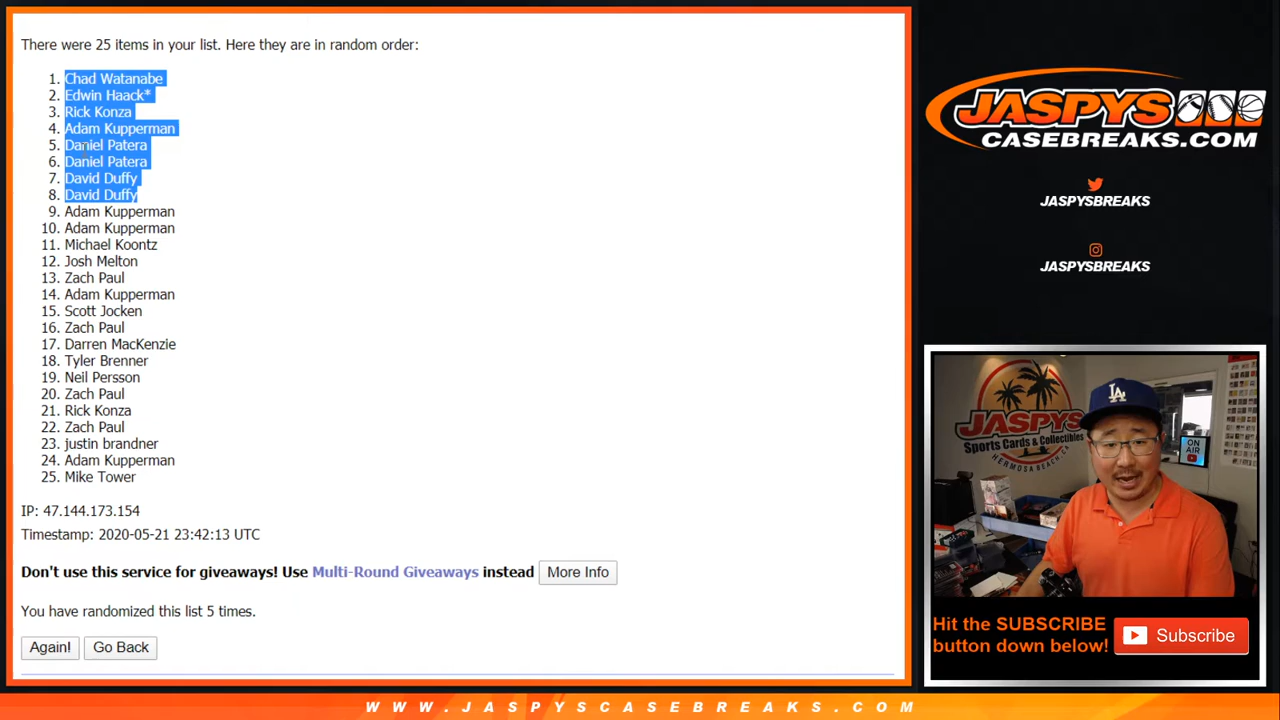 There were 25 items in your list. Here they are in random order:
1. Chad Watanabe
2. Edwin Haack*
3. Rick Konza
4. Adam Kupperman
5. Daniel Patera
6. Daniel Patera
7. David Duffy
8. David Duffy
9. Adam Kupperman
10. Adam Kupperman
11. Michael Koontz
12. Josh Melton
13. Zach Paul
14. Adam Kupperman
15. Scott Jocken
16. Zach Paul
17. Darren MacKenzie
18. Tyler Brenner
19. Neil Persson
20. Zach Paul
21. Rick Konza
22. Zach Paul
23. justin brandner
24. Adam Kupperman
25. Mike Tower
IP: 47.144.173.154
Timestamp: 2020-05-21 23:42:13 UTC
Don't use this service for giveaways! Use Multi-Round Giveaways instead More Info
You have randomized this list 5 times.
Again! Go Back
JASPYS
CASEBREAKS.COM
JASPYSBREAKS
JASPYSBREAKS
JASPYS
Sports Cards & Collectibles
HERMOSA BEACH, CA
LA
ON
AIR
Hit the SUBSCRIBE
button down below!
Subscribe
WWW.JASPYSCASEBREAKS.COM